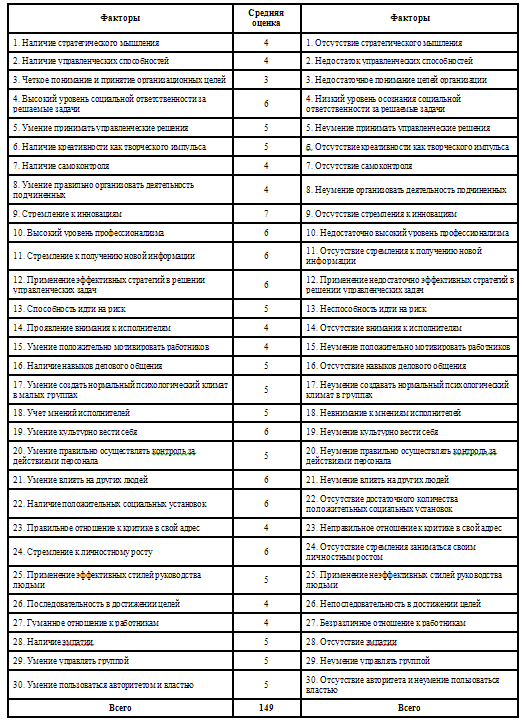 Факторы Средняя Факторы
оценка
1. Наличие стратегического мышления 4 1. Отсутствие стратегического мышления
2. Наличие управленческих способностей 4 2. Недостаток управленческих способностей
3. Четкое понимание и принятие организационных целей 3 3. Недостаточное понимание целей организации
4. Высокий уровень социальной ответственности за 6 4. Низкий уровень осознания социальной
решаемые задачи ответственности за решаемые задачи
5. Умение принимать управленческие решения 5 5. Неумение принимать управленческие решения
6. Наличие креативности как творческого импульса 5 6. Отсутствие креативности как творческого импульса
7. Наличие самоконтроля 4 7. Отсутствие самоконтроля
8. Умение правильно организовать деятельность 4 8. Неумение организовать деятельность подчиненных
подчиненных
9. Стремление к инновациям 7 9. Отсутствие стремления к инновациям
10. Высокий уровень профессионализма 6 10. Недостаточно высокий уровень профессионализма
11. Стремление к получению новой информации 6 11. Отсутствие стремления к получению новой
информации
12. Применение эффективных стратегий в решении 6 12. Применение недостаточно эффективных стратегий в
управленческих задач решении управленческих задач
13. Способность идти на риск 5 13. Неспособность идти на риск
14. Проявление внимания к исполнителям 4 14. Отсутствие внимания к исполнителям
15. Умение положительно мотивировать работников 4 15. Неумение положительно мотивировать работников
16. Наличие навыков делового общения 5 16. Отсутствие навыков делового общения
17. Умение создать нормальный психологический климат 5 17. Неумение создавать нормальный психологический
в малых группах климат в группах
18. Учет мнений исполнителей 5 18. Невнимание к мнениям исполнителей
19. Умение культурно вести себя 6 19. Неумение культурно вести себя
20. Умение правильно осуществлять контроль за 5 20. Неумение правильно осуществлять контроль за
действиями персонала действиями персонала
21. Умение влиять на других людей 6 21. Неумение влиять на других людей
22. Наличие положительных социальных установок 6 22. Отсутствие достаточного количества
положительных социальных установок
23. Правильное отношение к критике в свой адрес 4 23. Неправильное отношение к критике в свой адрес
24. Стремление к личностному росту 6 24. Отсутствие стремления заниматься своим
личностным ростом
25. Применение эффективных стилей руководства 5 25. Применение неэффективных стилей руководства
людьми людьми
26. Последовательность в достижении целей 4 26. Непоследовательность в достижении целей
27. Гуманное отношение к работникам 4 27. Безразличное отношение к работникам
28. Наличие эмпатии 5 28. Отсутствие эмпатии
29. Умение управлять группой 5 29. Неумение управлять группой
30. Умение пользоваться авторитетом и властью 5 30. Отсутствие авторитета и неумение пользоваться
властью
Всего 149 Всего